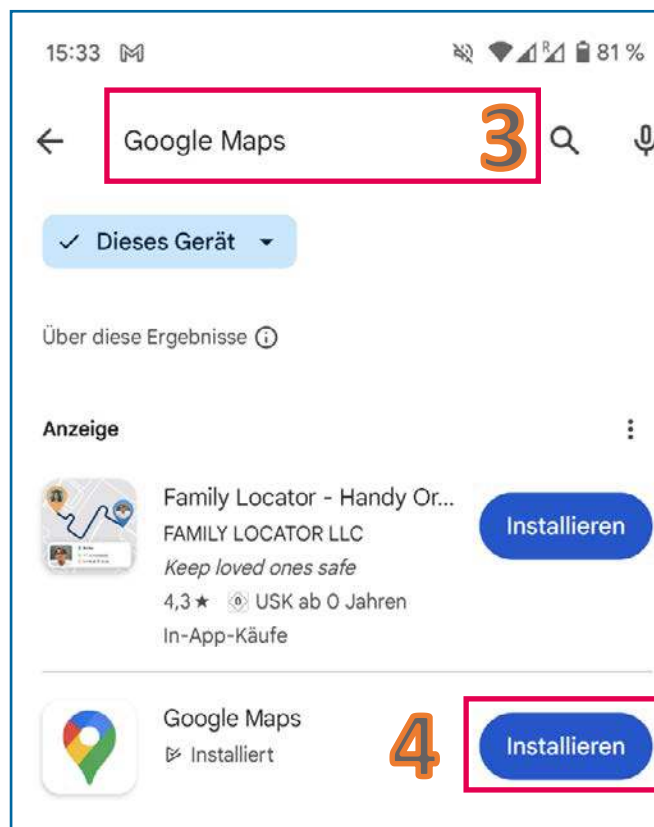 15:33 81 %
Google Maps 3
Dieses Gerät
Über diese Ergebnisse
Anzeige
Family Locator - Handy Or...
FAMILY LOCATOR LLC
Installieren
Keep loved ones safe
4,3 ★ 0 USK ab 0 Jahren
In-App-Käufe
Google Maps
Installiert
4 Installieren